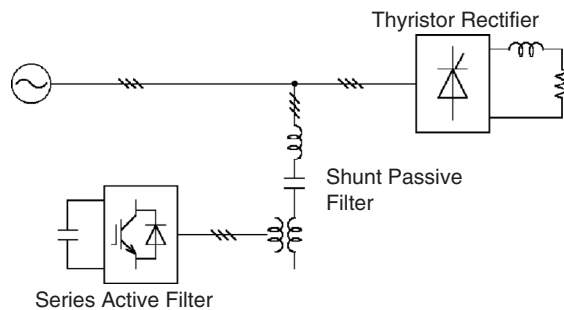 Thyristor Rectifier
Shunt Passive
Filter
Series Active Filter